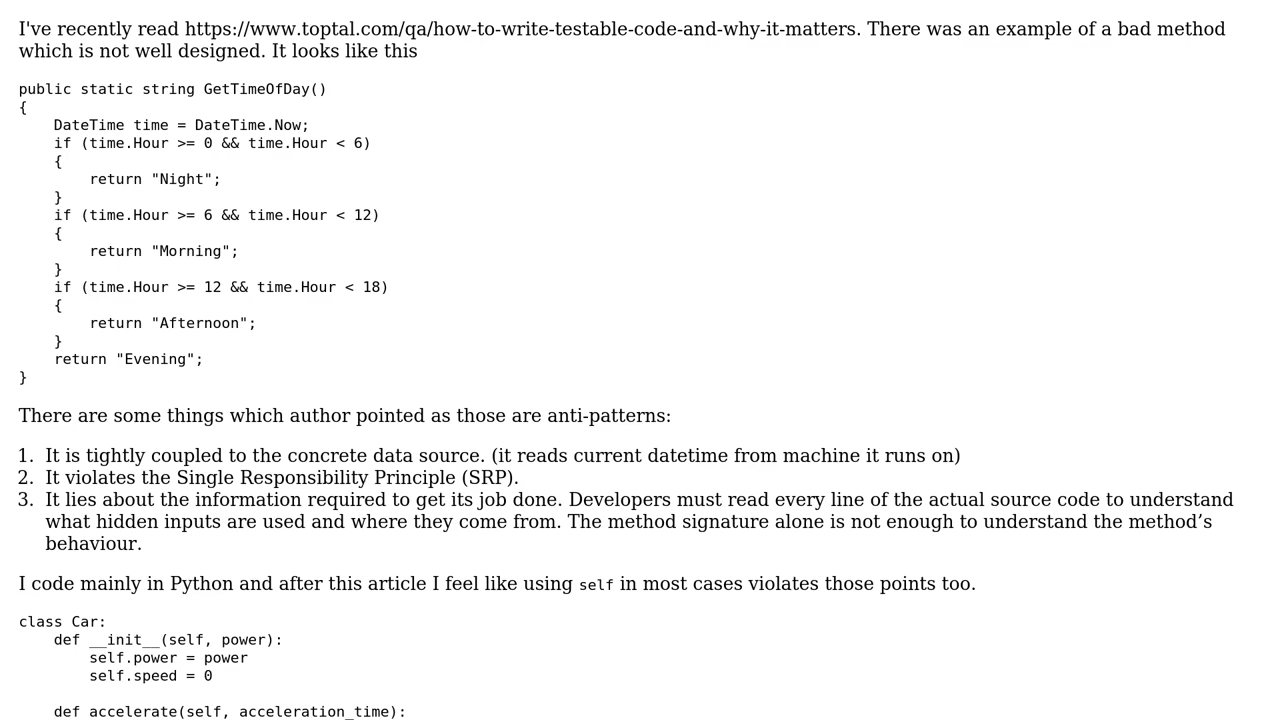 I've recently read https://www.toptal.com/qa/how-to-write-testable-code-and-why-it-matters. There was an example of a bad method
which is not well designed. It looks like this
public static string GetTimeOfDay()
{
    DateTime time = DateTime.Now;
    if (time.Hour >= 0 && time.Hour < 6)
    {
        return "Night";
    }
    if (time.Hour >= 6 && time.Hour < 12)
    {
        return "Morning";
    }
    if (time.Hour >= 12 && time.Hour < 18)
    {
        return "Afternoon";
    }
    return "Evening";
}
There are some things which author pointed as those are anti-patterns:
1. It is tightly coupled to the concrete data source. (it reads current datetime from machine it runs on)
2. It violates the Single Responsibility Principle (SRP).
3. It lies about the information required to get its job done. Developers must read every line of the actual source code to understand
what hidden inputs are used and where they come from. The method signature alone is not enough to understand the method’s
behaviour.
I code mainly in Python and after this article I feel like using self in most cases violates those points too.
class Car:
    def __init__(self, power):
        self.power = power
        self.speed = 0
    def accelerate(self, acceleration_time):